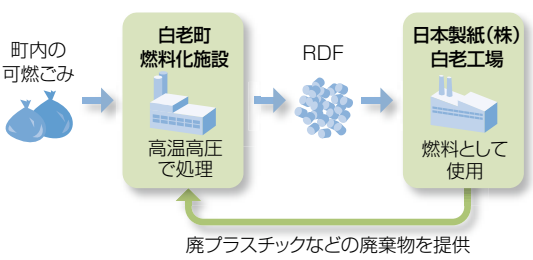 町内の
可燃ごみ
白老町
燃料化施設
高温高圧
で処理
RDF
日本製紙(株)
白老工場
燃料として
使用
廃プラスチックなどの廃棄物を提供